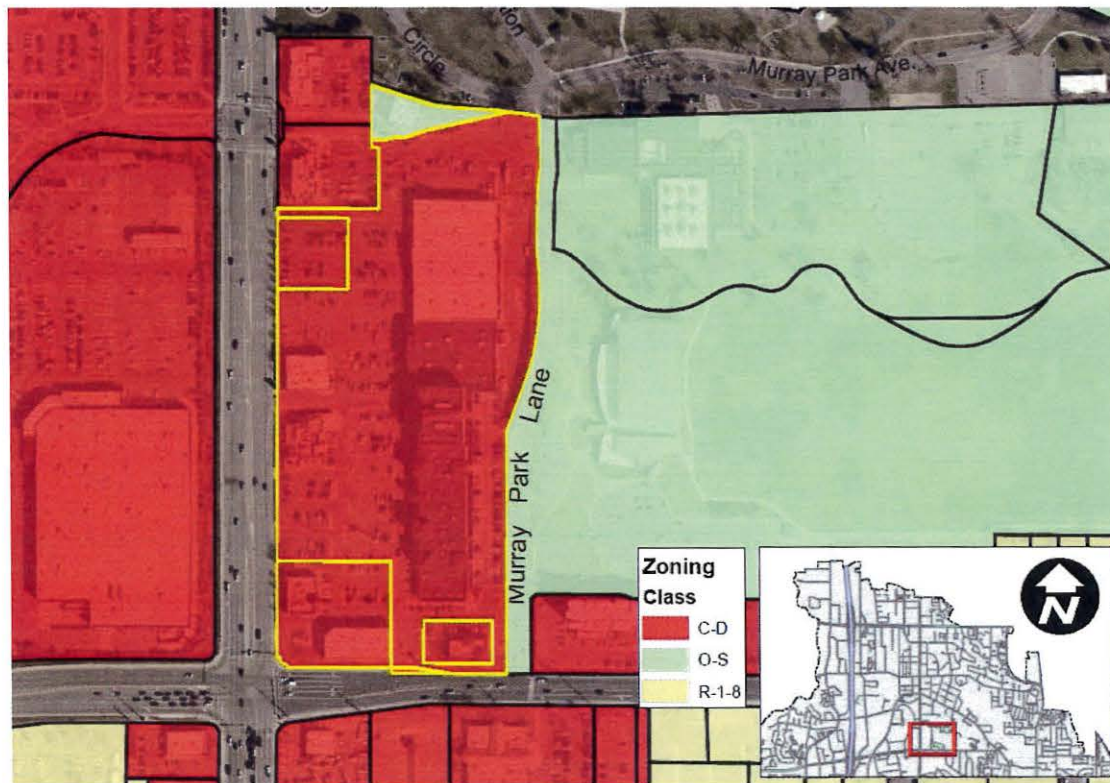 Circle
Murray Park Ave.
Murray Park Lane
Zoning
Class
C-D
O-S
R-1-8
N